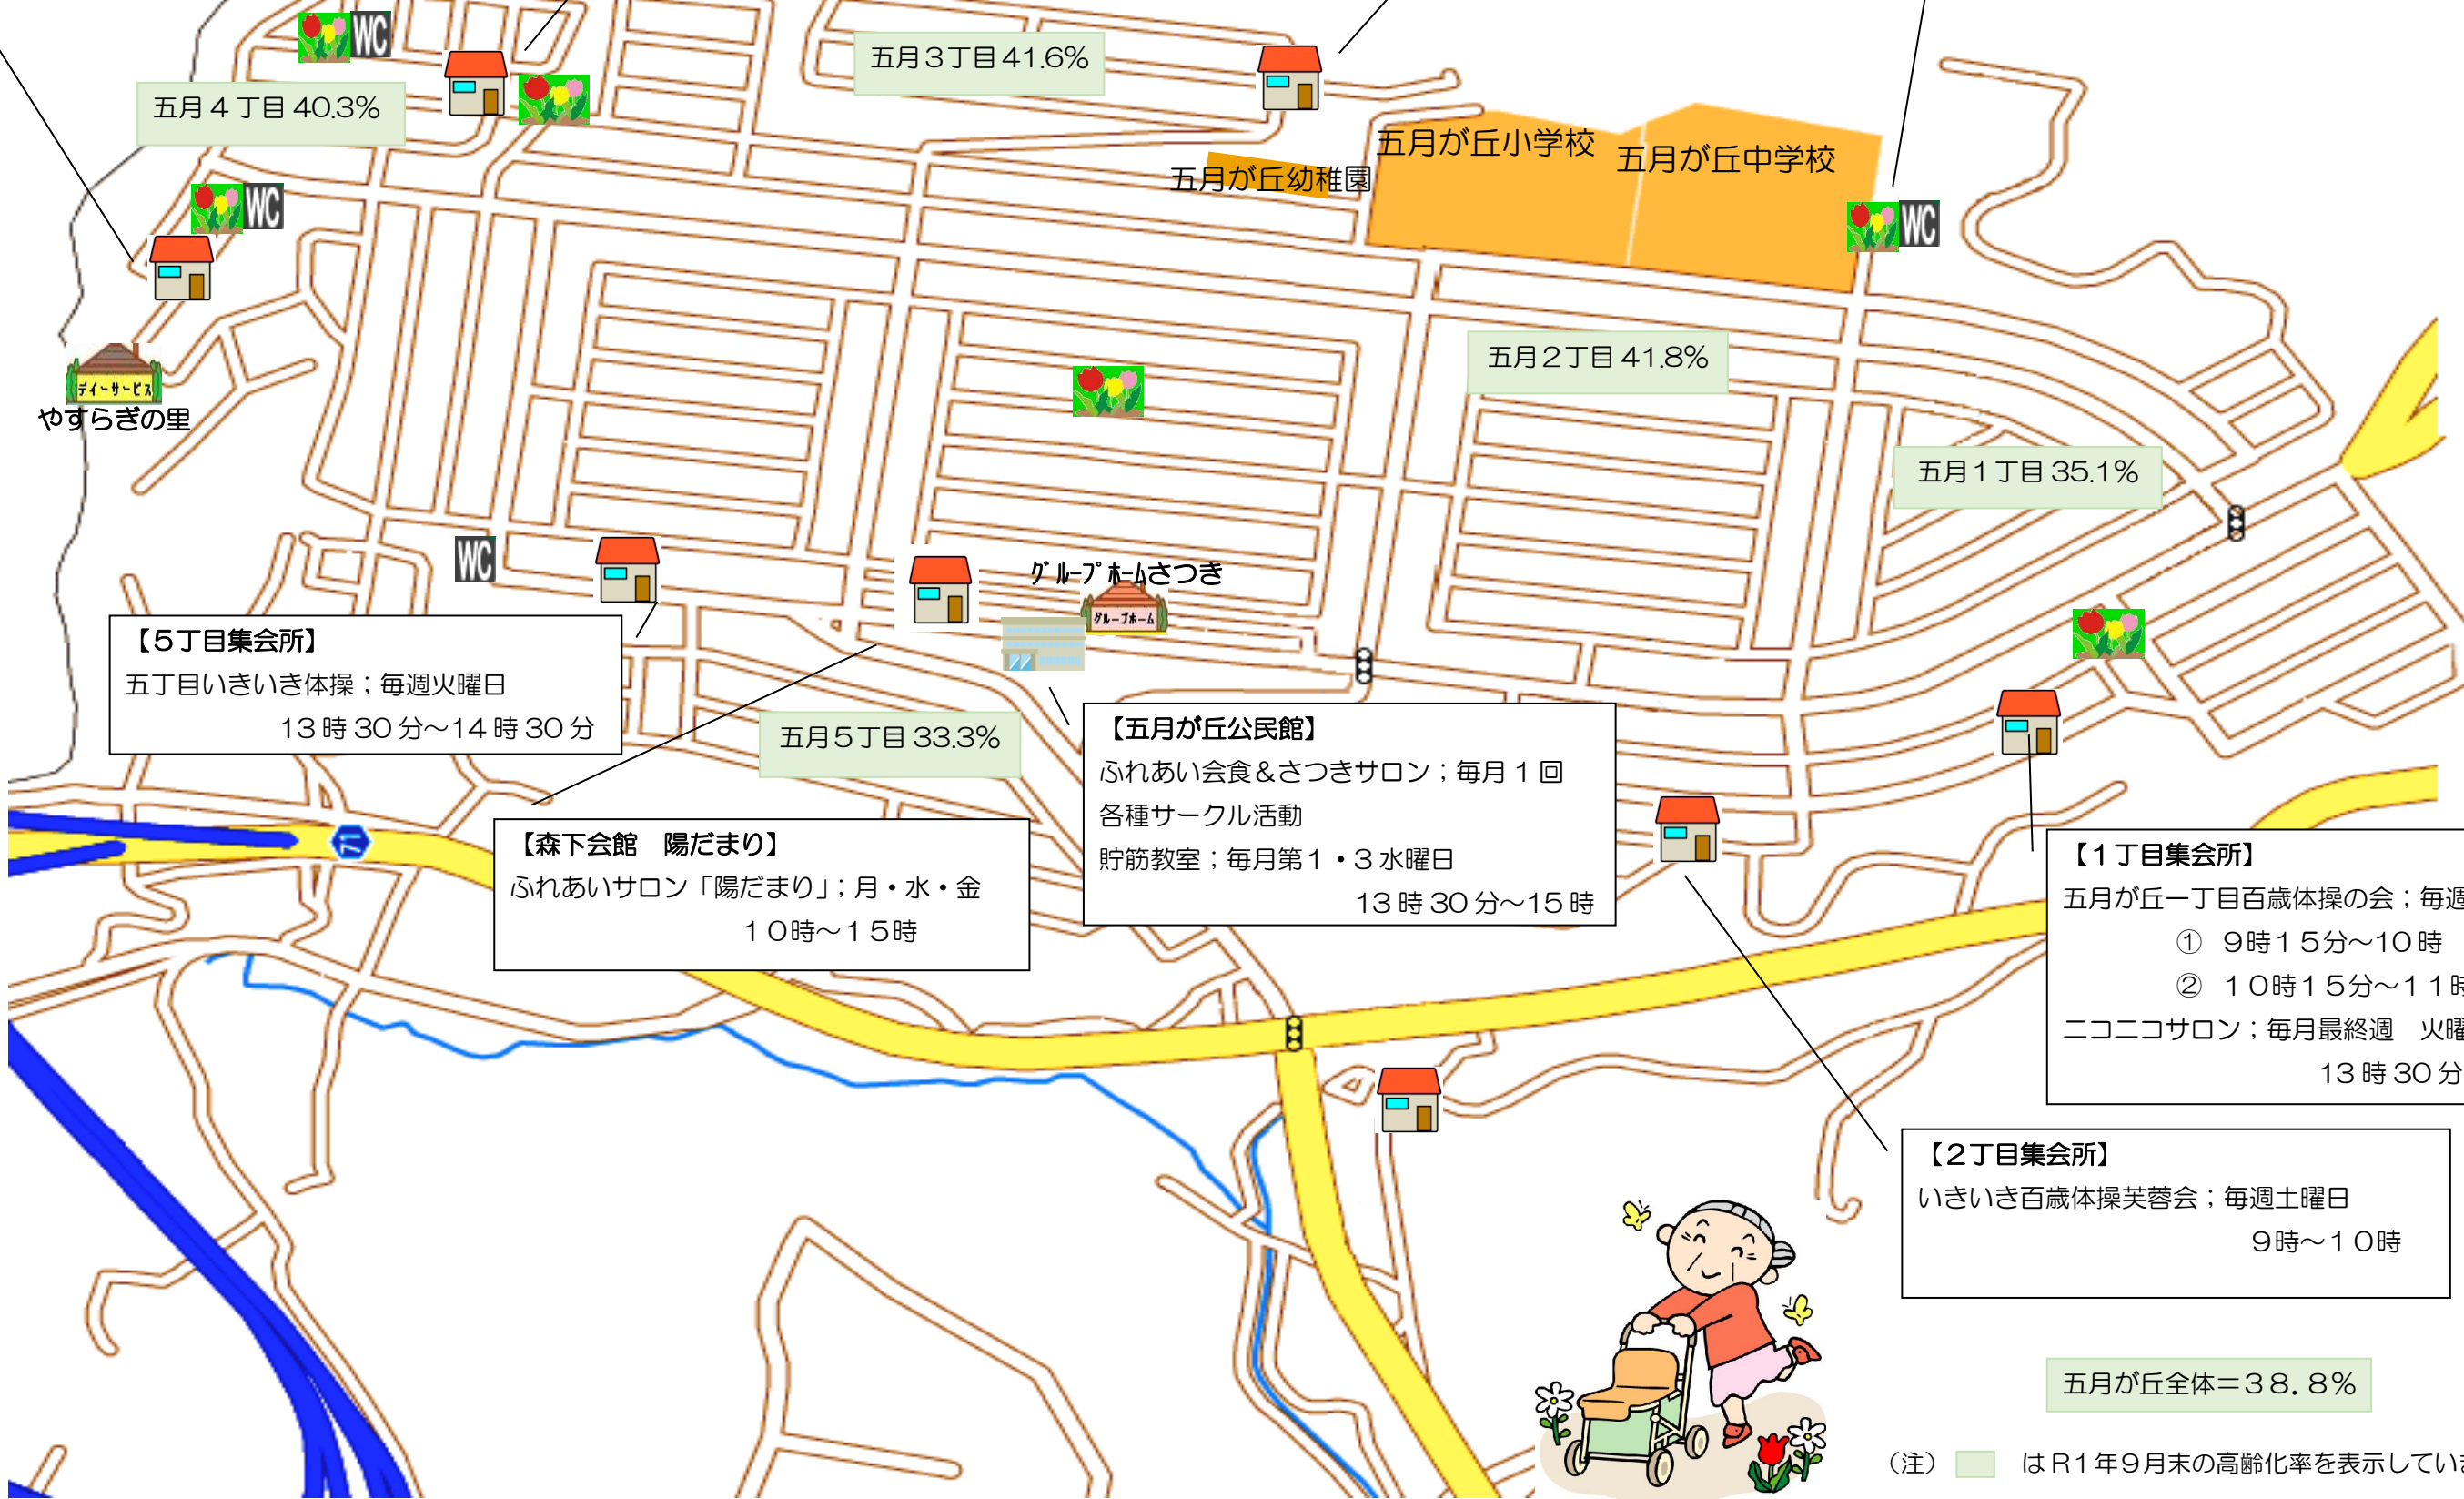 WC
五月３丁目 41.6％
五月４丁目 40.3％
五月が丘小学校
五月が丘中学校
五月が丘幼稚園
WC
WC
五月２丁目 41.8％
デイーサービス
やすらぎの里
五月１丁目 35.1％
WC
グループホームさつき
グループホーム
【５丁目集会所】
五丁目いきいき体操；毎週火曜日
13時30分～14時30分
五月５丁目 33.3％
【五月が丘公民館】
ふれあい会食＆さつきサロン；毎月１回
各種サークル活動
貯筋教室；毎月第１・３水曜日
13時30分～15時
71
【森下会館　陽だまり】
ふれあいサロン「陽だまり」；月・水・金
１０時～１５時
【１丁目集会所】
五月が丘一丁目百歳体操の会；毎週
①　９時１５分～10時
②　１０時１５分～１１時
ニコニコサロン；毎月最終週　火曜
13時30分
【２丁目集会所】
いきいき百歳体操芙蓉会；毎週土曜日
９時～１０時
五月が丘全体＝３８．８％
（注）　はＲ１年９月末の高齢化率を表示していま